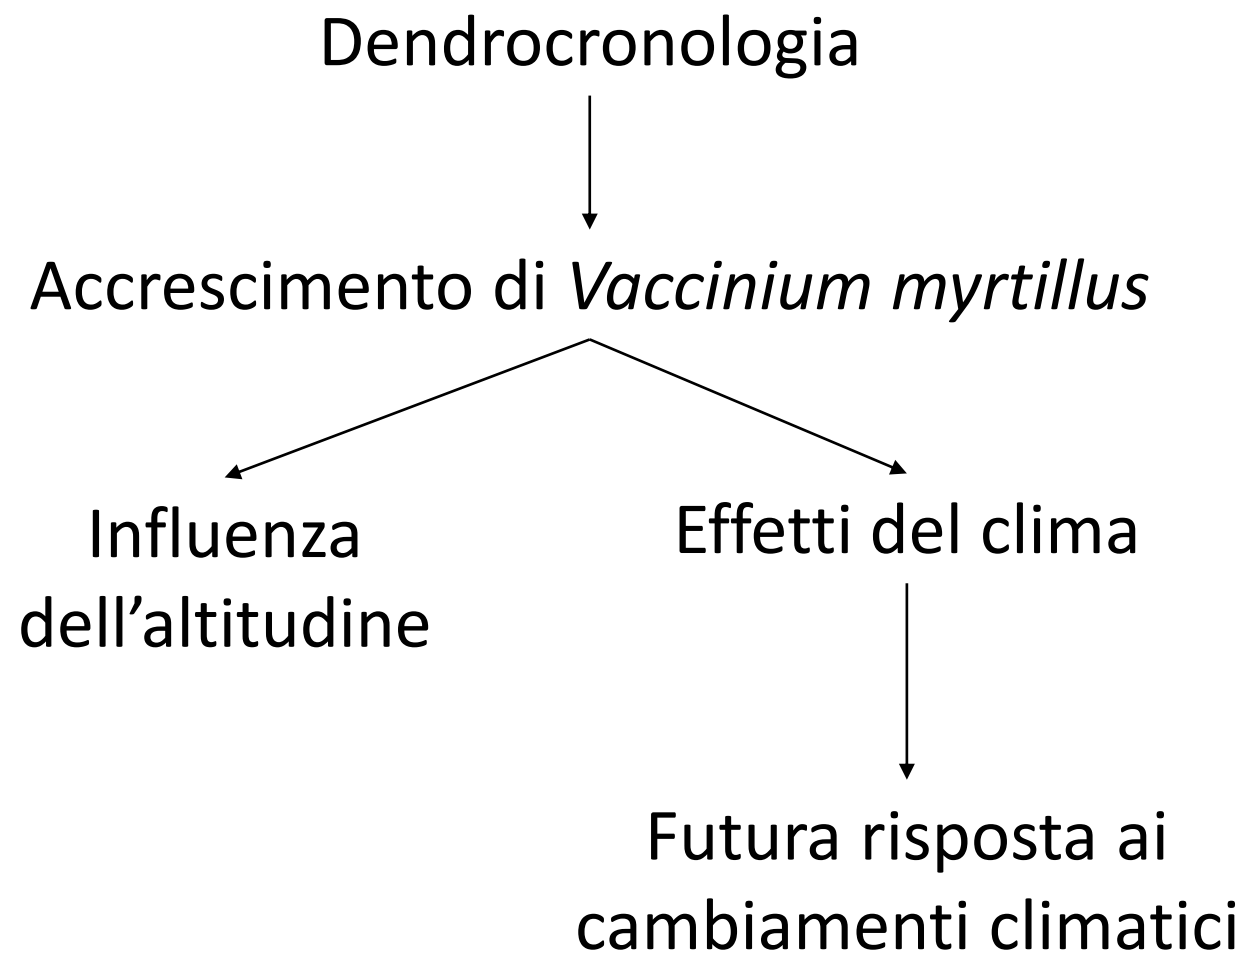 Dendrocronologia
Accrescimento di Vaccinium myrtillus
Influenza
dell’altitudine
Effetti del clima
Futura risposta ai
cambiamenti climatici